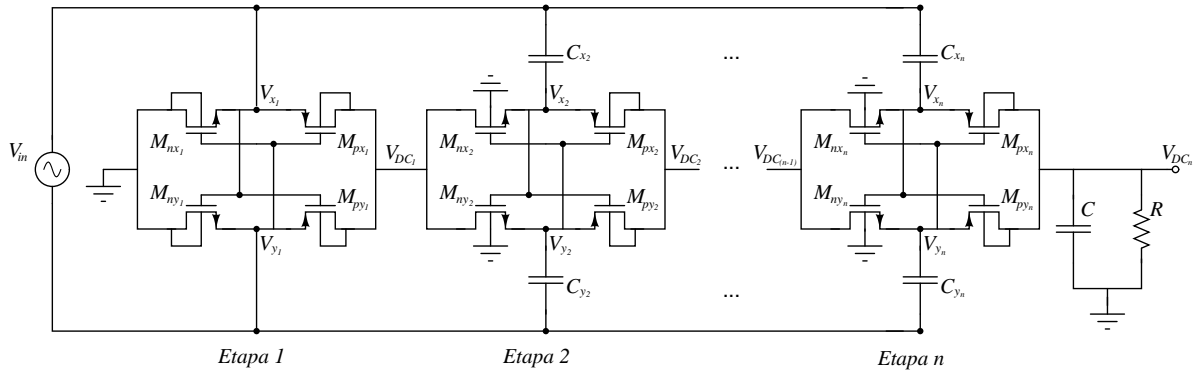 C_{x_2} ... C_{x_n}
V_{x_1} V_{x_2} V_{x_n}
M_{nx_1} M_{px_1} M_{nx_2} M_{px_2} M_{nx_n} M_{px_n}
V_{in} V_{DC_1} V_{DC_2} ... V_{DC_{(n-1)}} V_{DC_n}
M_{ny_1} M_{py_1} M_{ny_2} M_{py_2} M_{ny_n} M_{py_n} C R
V_{y_1} V_{y_2} V_{y_n}
C_{y_2} ... C_{y_n}
Etapa 1 Etapa 2 Etapa n